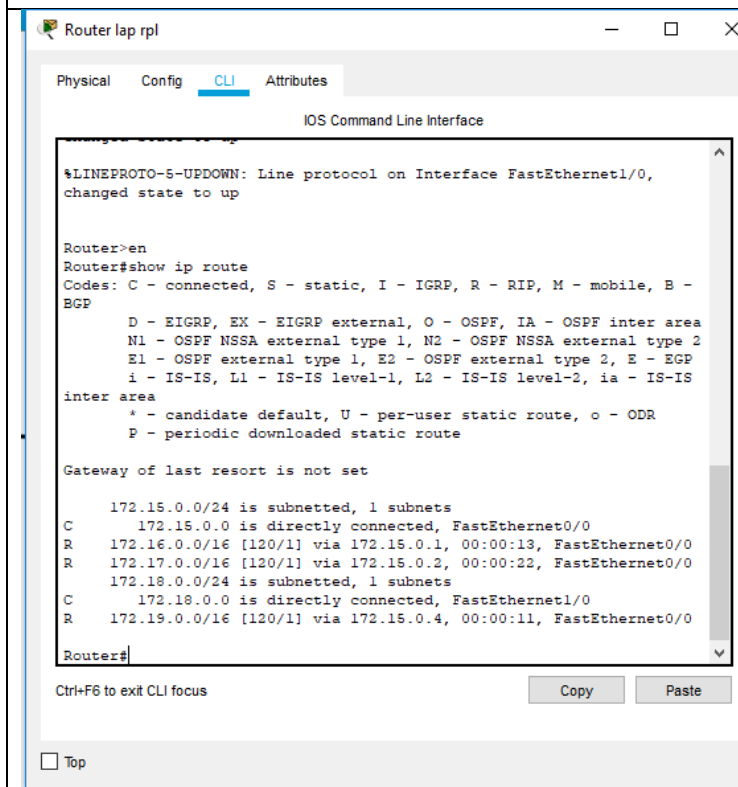 Router lap rpl
Physical Config CLI Attributes
IOS Command Line Interface
changed state to up
%LINEPROTO-5-UPDOWN: Line protocol on Interface FastEthernet1/0,
changed state to up
Router>en
Router#show ip route
Codes: C - connected, S - static, I - IGRP, R - RIP, M - mobile, B -
BGP
D - EIGRP, EX - EIGRP external, O - OSPF, IA - OSPF inter area
N1 - OSPF NSSA external type 1, N2 - OSPF NSSA external type 2
E1 - OSPF external type 1, E2 - OSPF external type 2, E - EGP
i - IS-IS, L1 - IS-IS level-1, L2 - IS-IS level-2, ia - IS-IS
inter area
* - candidate default, U - per-user static route, o - ODR
P - periodic downloaded static route
Gateway of last resort is not set
172.15.0.0/24 is subnetted, 1 subnets
C 172.15.0.0 is directly connected, FastEthernet0/0
R 172.16.0.0/16 [120/1] via 172.15.0.1, 00:00:13, FastEthernet0/0
R 172.17.0.0/16 [120/1] via 172.15.0.2, 00:00:22, FastEthernet0/0
172.18.0.0/24 is subnetted, 1 subnets
C 172.18.0.0 is directly connected, FastEthernet1/0
R 172.19.0.0/16 [120/1] via 172.15.0.4, 00:00:11, FastEthernet0/0
Router#
Ctrl+F6 to exit CLI focus
Copy Paste
Top